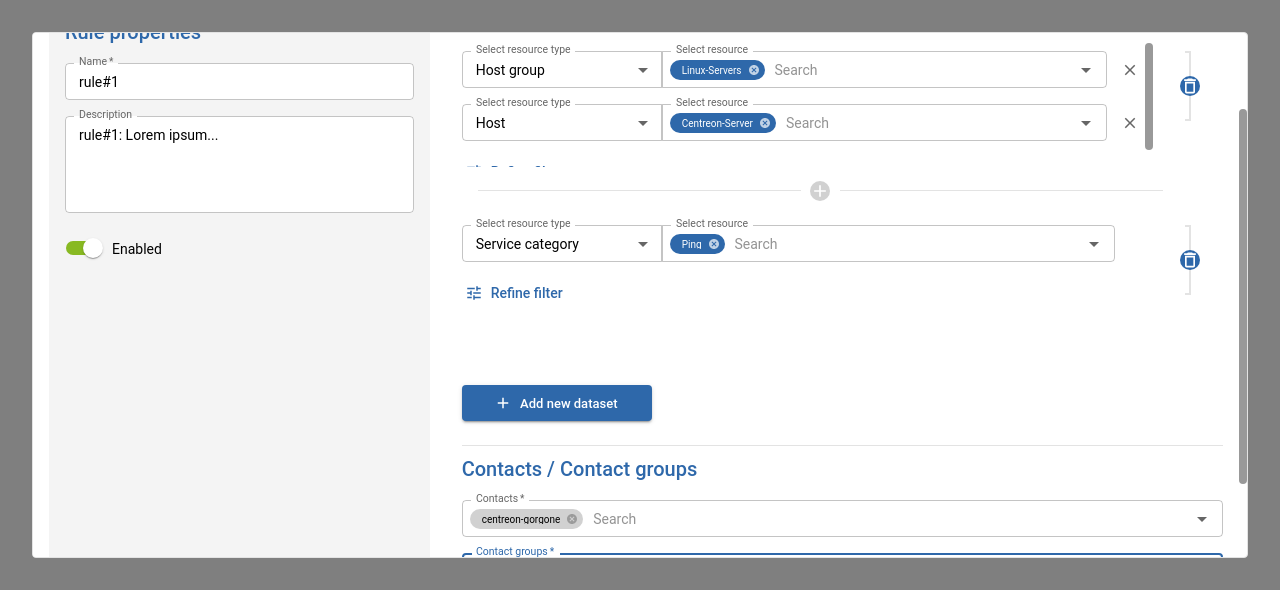 Rule properties
Name *
rule#1
Description
rule#1: Lorem ipsum...
Enabled
Select resource type
Select resource
Host group
Linux-Servers
Search
Select resource type
Select resource
Host
Centreon-Server
Search
Select resource type
Select resource
Service category
Ping
Search
Refine filter
Add new dataset
Contacts / Contact groups
Contacts *
centreon-gorgone
Search
Contact groups *